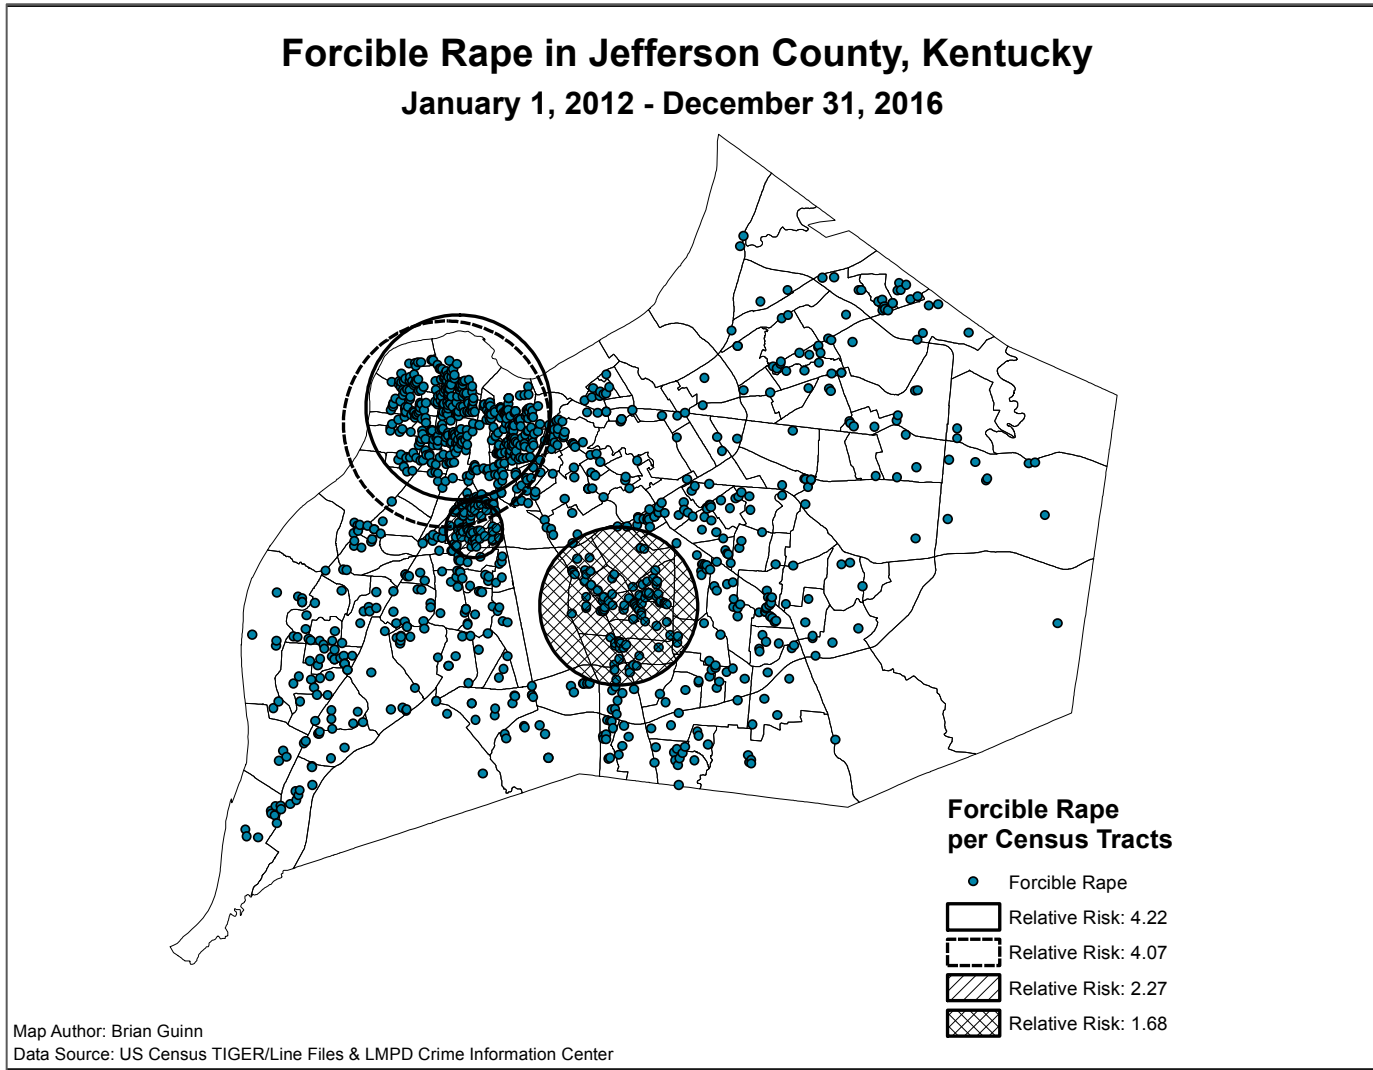 Forcible Rape in Jefferson County, Kentucky
January 1, 2012 - December 31, 2016
Forcible Rape
per Census Tracts
Forcible Rape
Relative Risk: 4.22
Relative Risk: 4.07
Relative Risk: 2.27
Relative Risk: 1.68
Map Author: Brian Guinn
Data Source: US Census TIGER/Line Files & LMPD Crime Information Center